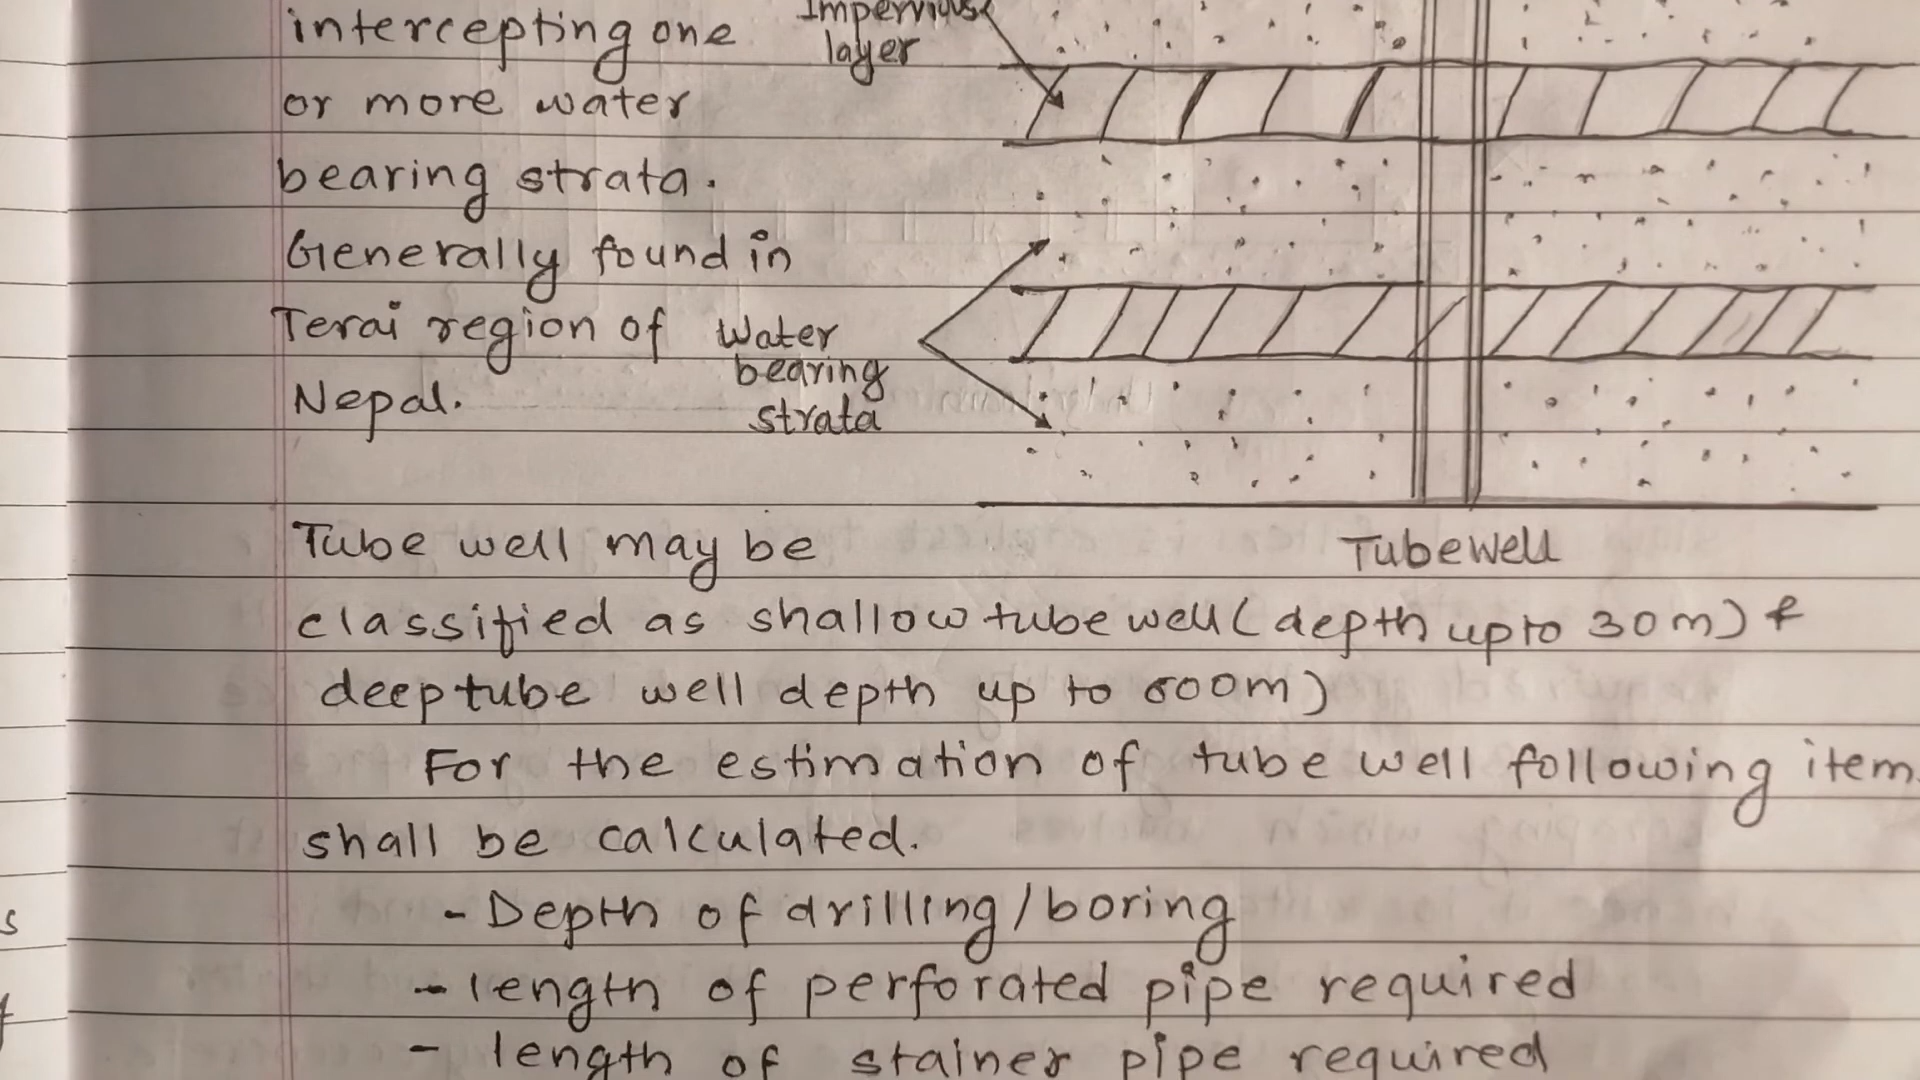 intercepting one
Impervious
layer
or more water
bearing strata.
Generally found in
Terai region of
Nepal.
Water
bearing
strata
Tube well may be
Tubewell
classified as shallow tube well (depth upto 30m) &
deep tube well depth up to 600m)
For the estimation of tube well following item
shall be calculated.
- Depth of drilling/boring
- length of perforated pipe required
- length of stainer pipe required
s